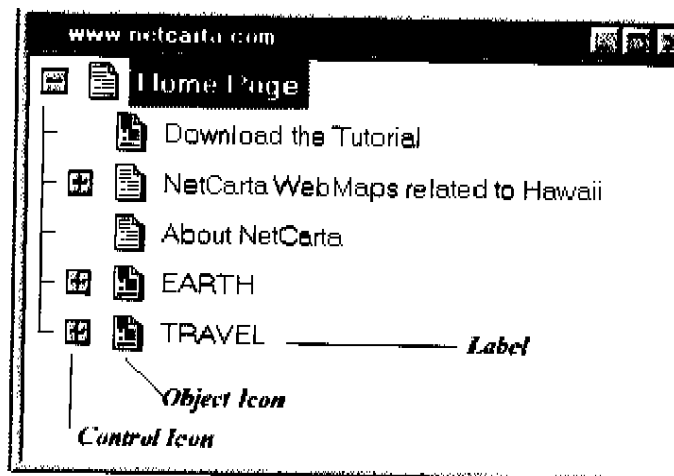 www netcarta com
Home Page
Download the Tutorial
NetCarta WebMaps related to Hawaii
About NetCarta
EARTH
TRAVEL
Label
Object Icon
Control Icon